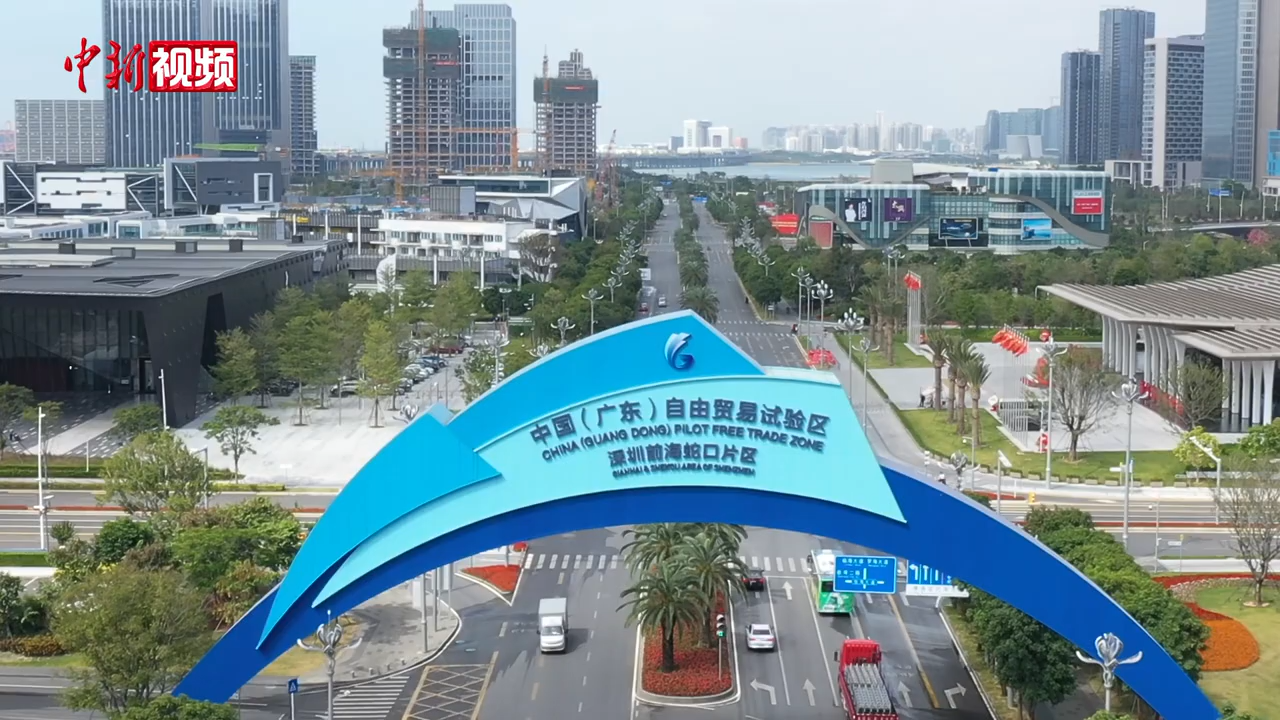 中新视频
中国（广东）自由贸易试验区
CHINA (GUANG DONG) PILOT FREE TRADE ZONE
深圳前海蛇口片区
QIANHAI & SHEKOU AREA OF SHENZHEN